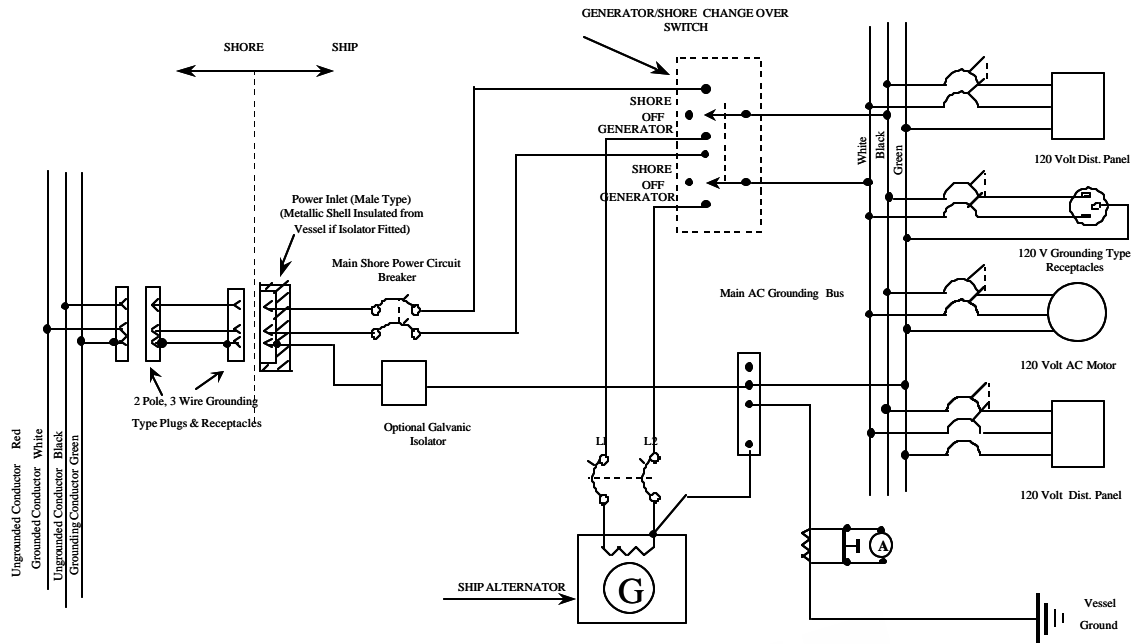 GENERATOR/SHORE CHANGE OVER
SWITCH
SHORE
SHIP
SHORE
OFF
GENERATOR
SHORE
OFF
GENERATOR
White
Black
Green
120 Volt Dist. Panel
Power Inlet (Male Type)
(Metallic Shell Insulated from
Vessel if Isolator Fitted)
Main Shore Power Circuit
Breaker
120 V Grounding Type
Receptacles
Main AC Grounding Bus
120 Volt AC Motor
2 Pole, 3 Wire Grounding
Type Plugs & Receptacles
Optional Galvanic
Isolator
L1
L2
Ungrounded Conductor Red
Grounded Conductor White
Ungrounded Conductor Black
Grounding Conductor Green
120 Volt Dist. Panel
A
SHIP ALTERNATOR
G
Vessel
Ground